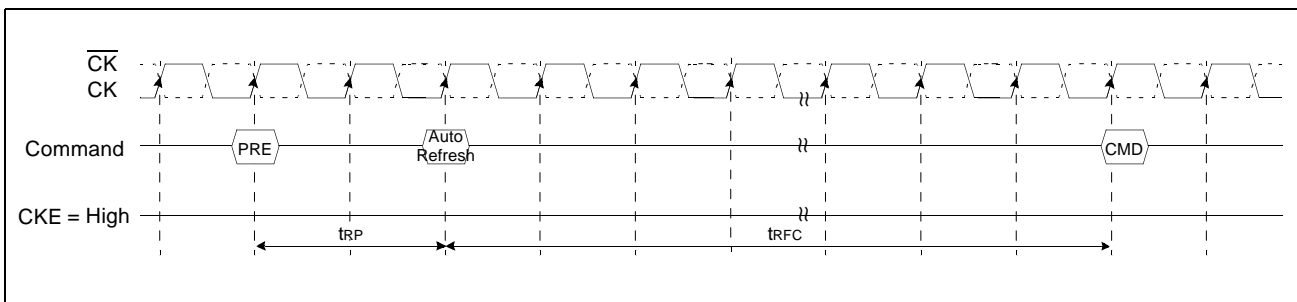 CK
CK
Command
PRE
Auto
Refresh
CMD
CKE = High
tRP
tRFC